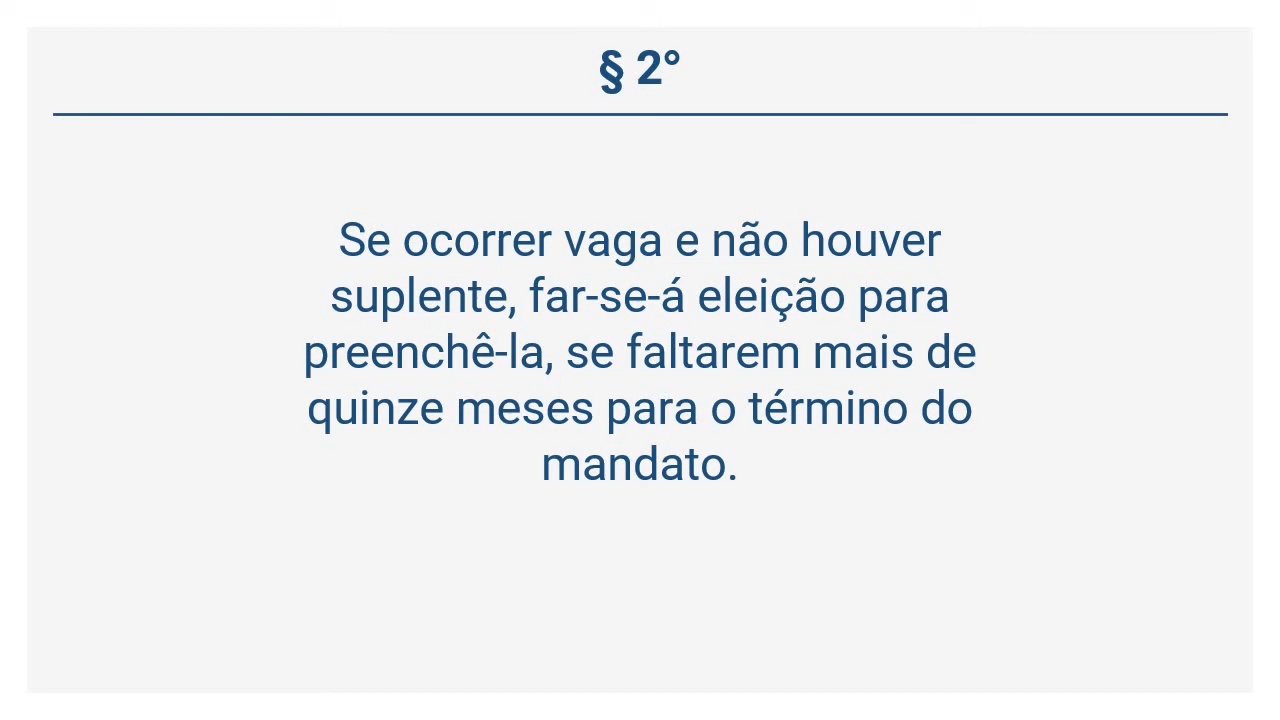 § 2°
Se ocorrer vaga e não houver
suplente, far-se-á eleição para
preenchê-la, se faltarem mais de
quinze meses para o término do
mandato.